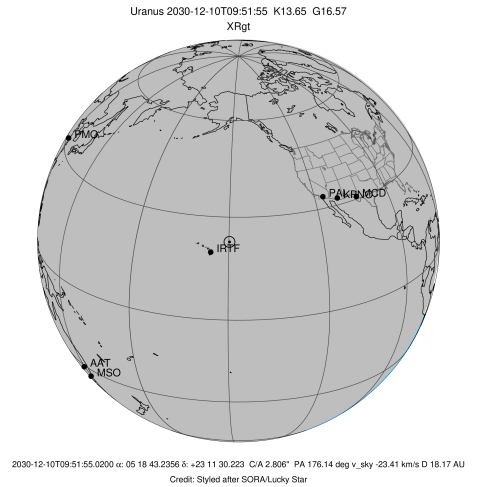 Uranus 2030-12-10T09:51:55 K13.65 G16.57
XRgt
PMO
PAL
KPNO
MCD
IRTF
AAT
MSO
2030-12-10T09:51:55.0200 α: 05 18 43.2356 δ: +23 11 30.223 C/A 2.806" PA 176.14 deg v_sky -23.41 km/s D 18.17 AU
Credit: Styled after SORA/Lucky Star